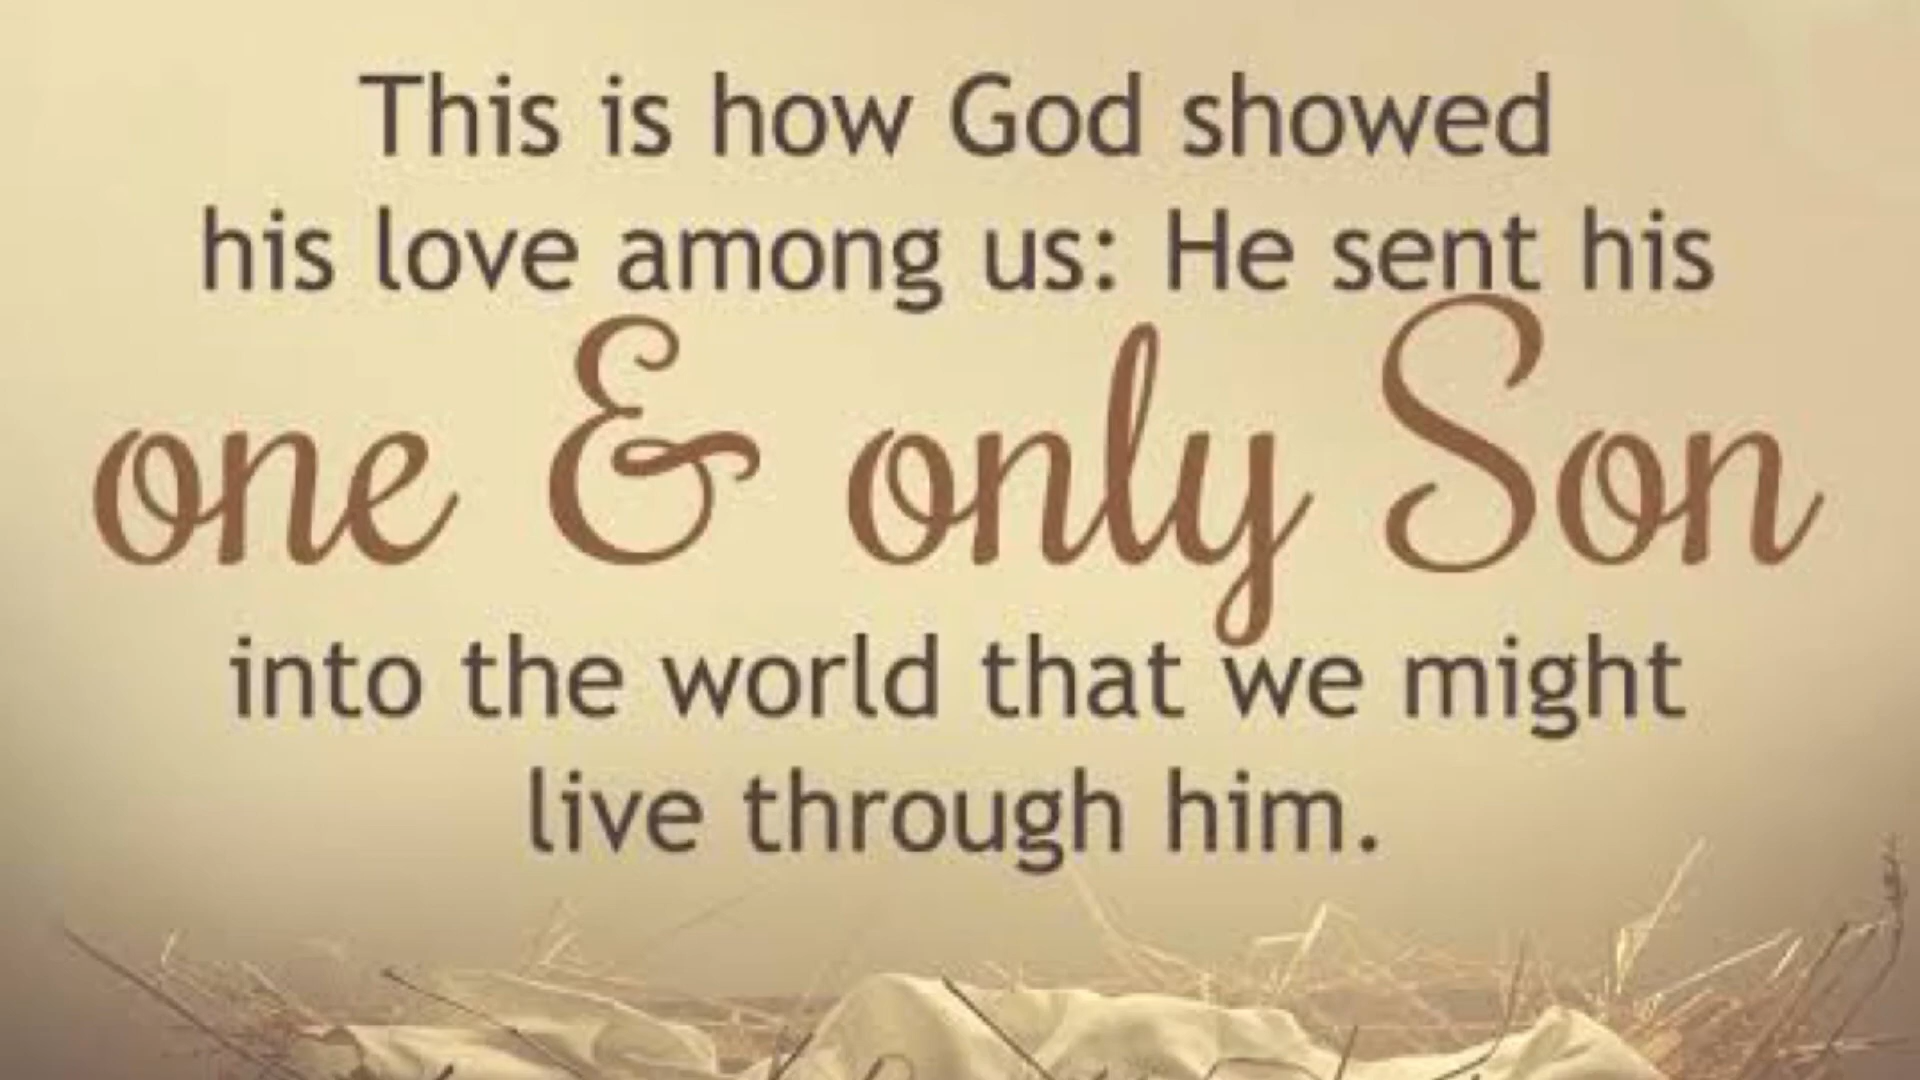 This is how God showed
his love among us: He sent his
one & only Son
into the world that we might
live through him.